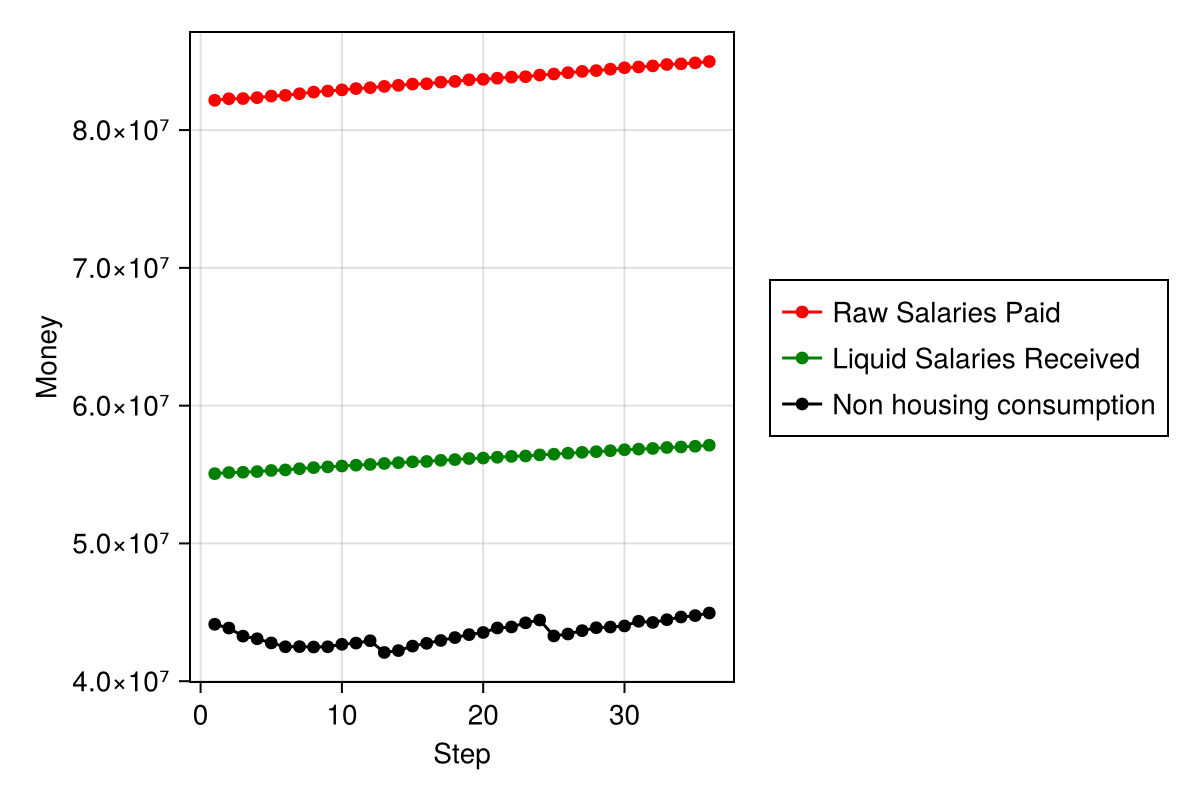 8.0×10⁷
7.0×10⁷
6.0×10⁷
5.0×10⁷
4.0×10⁷
Money
0 10 20 30
Step
Raw Salaries Paid
Liquid Salaries Received
Non housing consumption